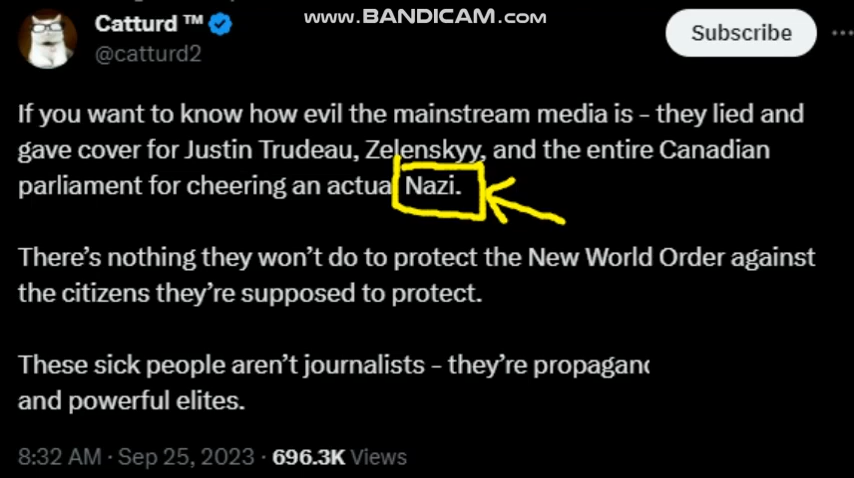 www.BANDICAM.com
Catturd ™
@catturd2
Subscribe
If you want to know how evil the mainstream media is - they lied and
gave cover for Justin Trudeau, Zelenskyy, and the entire Canadian
parliament for cheering an actua Nazi.
There's nothing they won't do to protect the New World Order against
the citizens they're supposed to protect.
These sick people aren't journalists - they're propagand
and powerful elites.
8:32 AM · Sep 25, 2023 · 696.3K Views